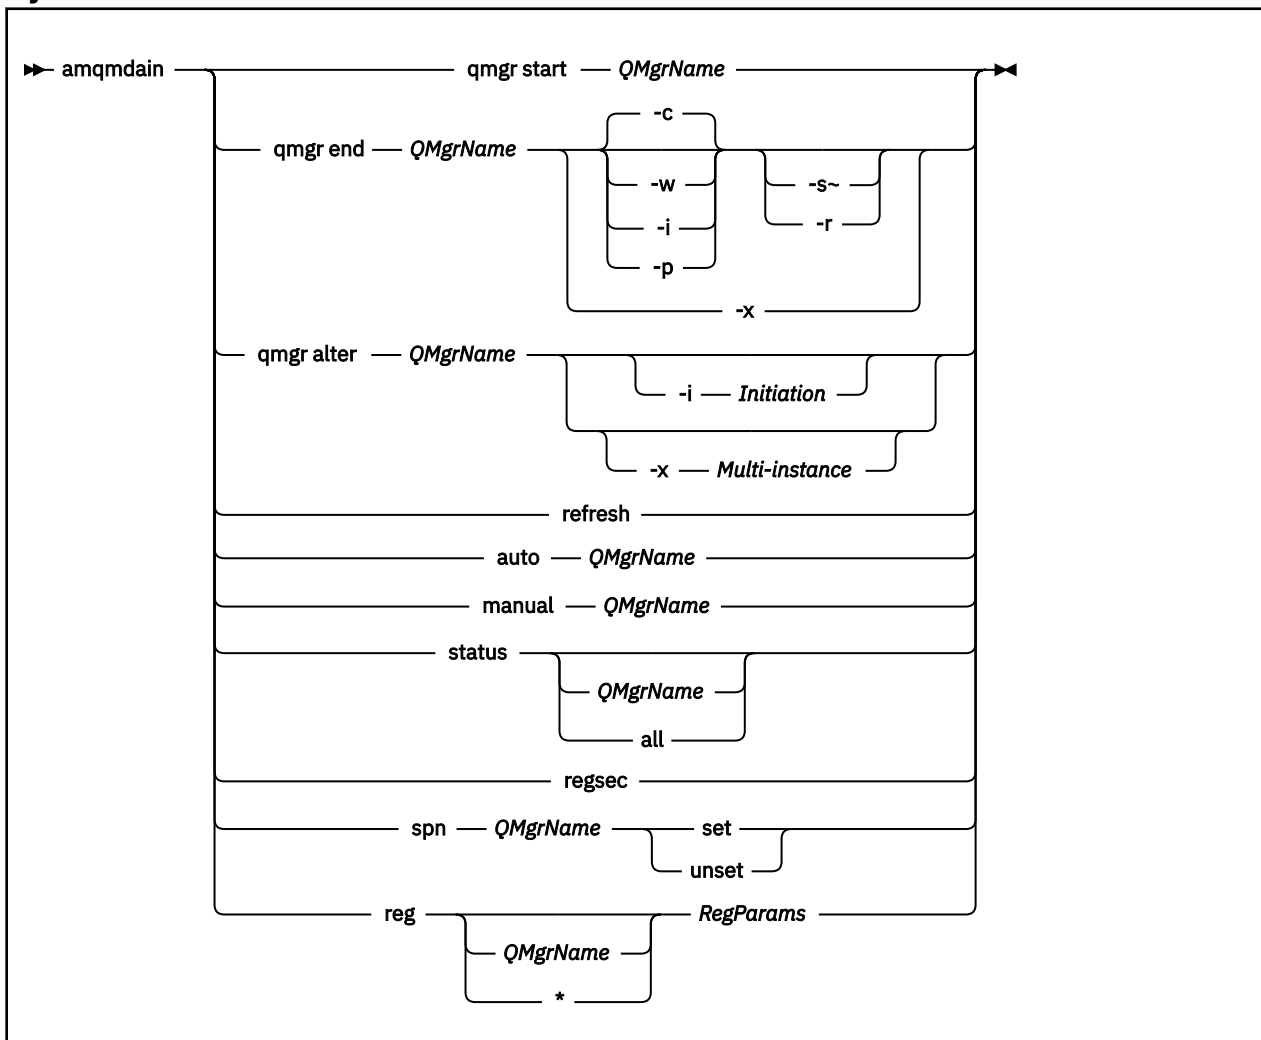 amqmdain qmgr start QMgrName
-c
qmgr end QMgrName
-w -s~
-i -r
-p
-x
qmgr alter QMgrName
-i Initiation
-x Multi-instance
refresh
auto QMgrName
manual QMgrName
status
QMgrName
all
regsec
spn QMgrName set
unset
reg RegParams
QMgrName
*